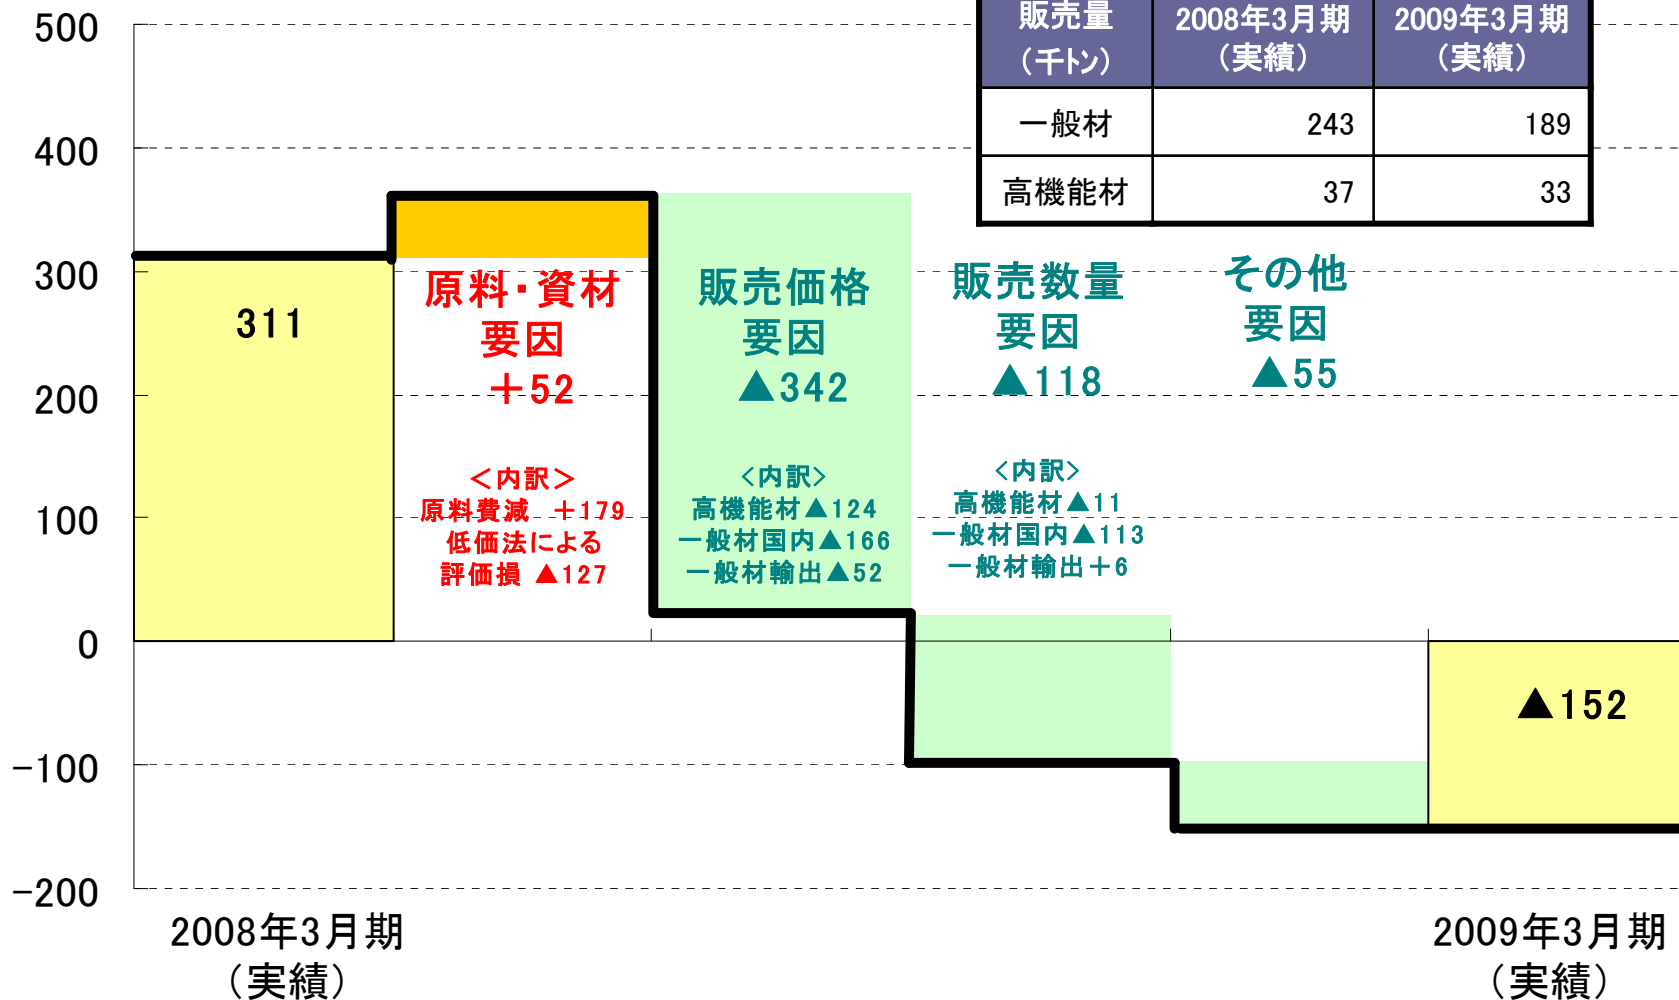 500
400
300
200
100
0
-100
-200
販売量
（千トン）
2008年3月期
（実績）
2009年3月期
（実績）
一般材 243 189
高機能材 37 33
311
原料・資材
要因
＋52
＜内訳＞
原料費減　＋179
低価法による
評価損 ▲127
販売価格
要因
▲342
＜内訳＞
高機能材▲124
一般材国内▲166
一般材輸出▲52
販売数量
要因
▲118
＜内訳＞
高機能材▲11
一般材国内▲113
一般材輸出＋6
その他
要因
▲55
▲152
2008年3月期
（実績）
2009年3月期
（実績）